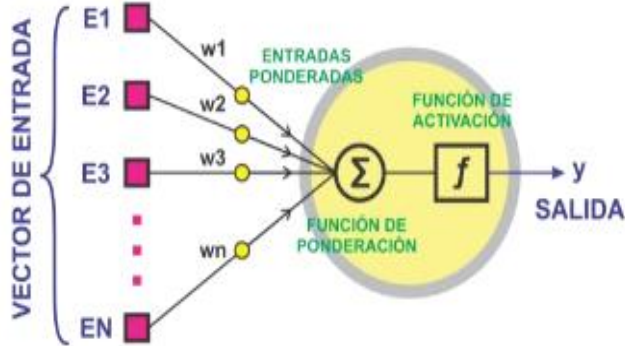 VECTOR DE ENTRADA
E1
E2
E3
EN
w1
w2
w3
wn
ENTRADAS
PONDERADAS
Σ
FUNCIÓN DE
PONDERACIÓN
FUNCIÓN DE
ACTIVACIÓN
f
y
SALIDA